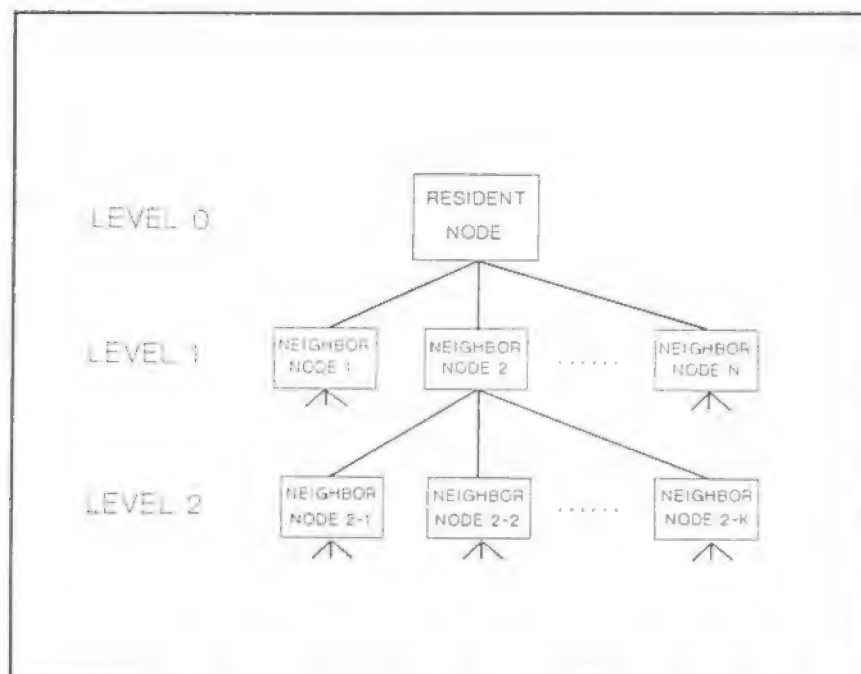 LEVEL 0
RESIDENT
NODE
LEVEL 1
NEIGHBOR
NODE 1
NEIGHBOR
NODE 2
......
NEIGHBOR
NODE N
LEVEL 2
NEIGHBOR
NODE 2-1
NEIGHBOR
NODE 2-2
......
NEIGHBOR
NODE 2-K